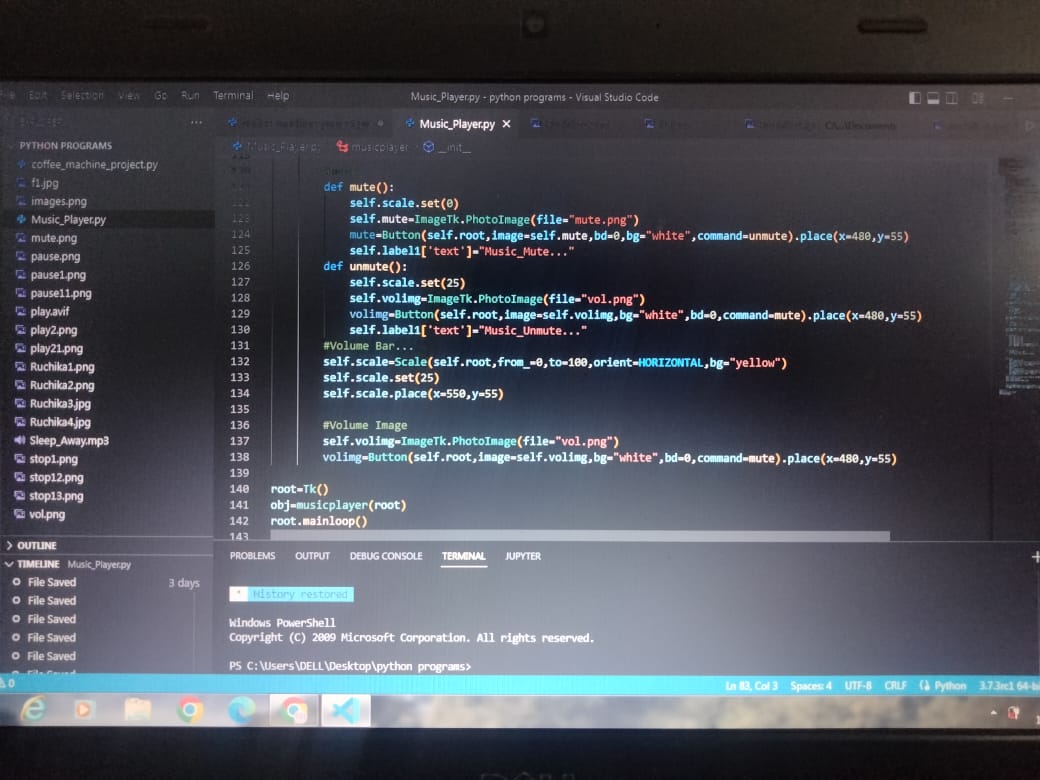 Edit Selection View Go Run Terminal Help
Music_Player.py - python programs - Visual Studio Code
Music_Player.py ×
PYTHON PROGRAMS
Music_Player.py musicplayer __init__
coffee_machine_project.py
f1.jpg
images.png
Music_Player.py
mute.png
pause.png
pause1.png
pause11.png
play.avif
play2.png
play21.png
Ruchika1.png
Ruchika2.png
Ruchika3.jpg
Ruchika4.jpg
Sleep_Away.mp3
stop1.png
stop12.png
stop13.png
vol.png
def mute():
self.scale.set(0)
123 self.mute=ImageTk.PhotoImage(file="mute.png")
124 mute=Button(self.root,image=self.mute,bd=0,bg="white",command=unmute).place(x=480,y=55)
125 self.label1['text']="Music_Mute..."
126 def unmute():
127 self.scale.set(25)
128 self.volimg=ImageTk.PhotoImage(file="vol.png")
129 volimg=Button(self.root,image=self.volimg,bg="white",bd=0,command=mute).place(x=480,y=55)
130 self.label1['text']="Music_Unmute..."
131 #Volume Bar...
132 self.scale=Scale(self.root,from_=0,to=100,orient=HORIZONTAL,bg="yellow")
133 self.scale.set(25)
134 self.scale.place(x=550,y=55)
135
136 #Volume Image
137 self.volimg=ImageTk.PhotoImage(file="vol.png")
138 volimg=Button(self.root,image=self.volimg,bg="white",bd=0,command=mute).place(x=480,y=55)
139
140 root=Tk()
141 obj=musicplayer(root)
142 root.mainloop()
143
OUTLINE
TIMELINE Music_Player.py
File Saved 3 days
File Saved
File Saved
File Saved
File Saved
PROBLEMS OUTPUT DEBUG CONSOLE TERMINAL JUPYTER
* History restored
Windows PowerShell
Copyright (C) 2009 Microsoft Corporation. All rights reserved.
PS C:\Users\DELL\Desktop\python programs>
0 Ln 83, Col 3 Spaces: 4 UTF-8 CRLF Python 3.7.3rc1 64-bi